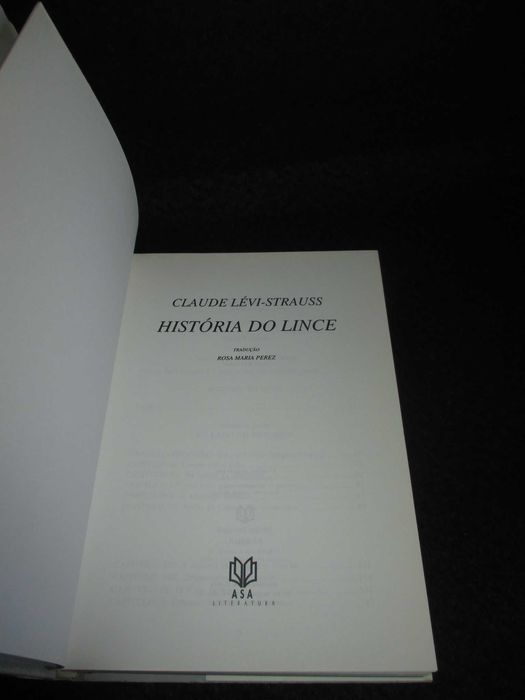 CLAUDE LÉVI-STRAUSS
HISTÓRIA DO LINCE
TRADUÇÃO
ROSA MARIA PEREZ
ASA
LITERATURA